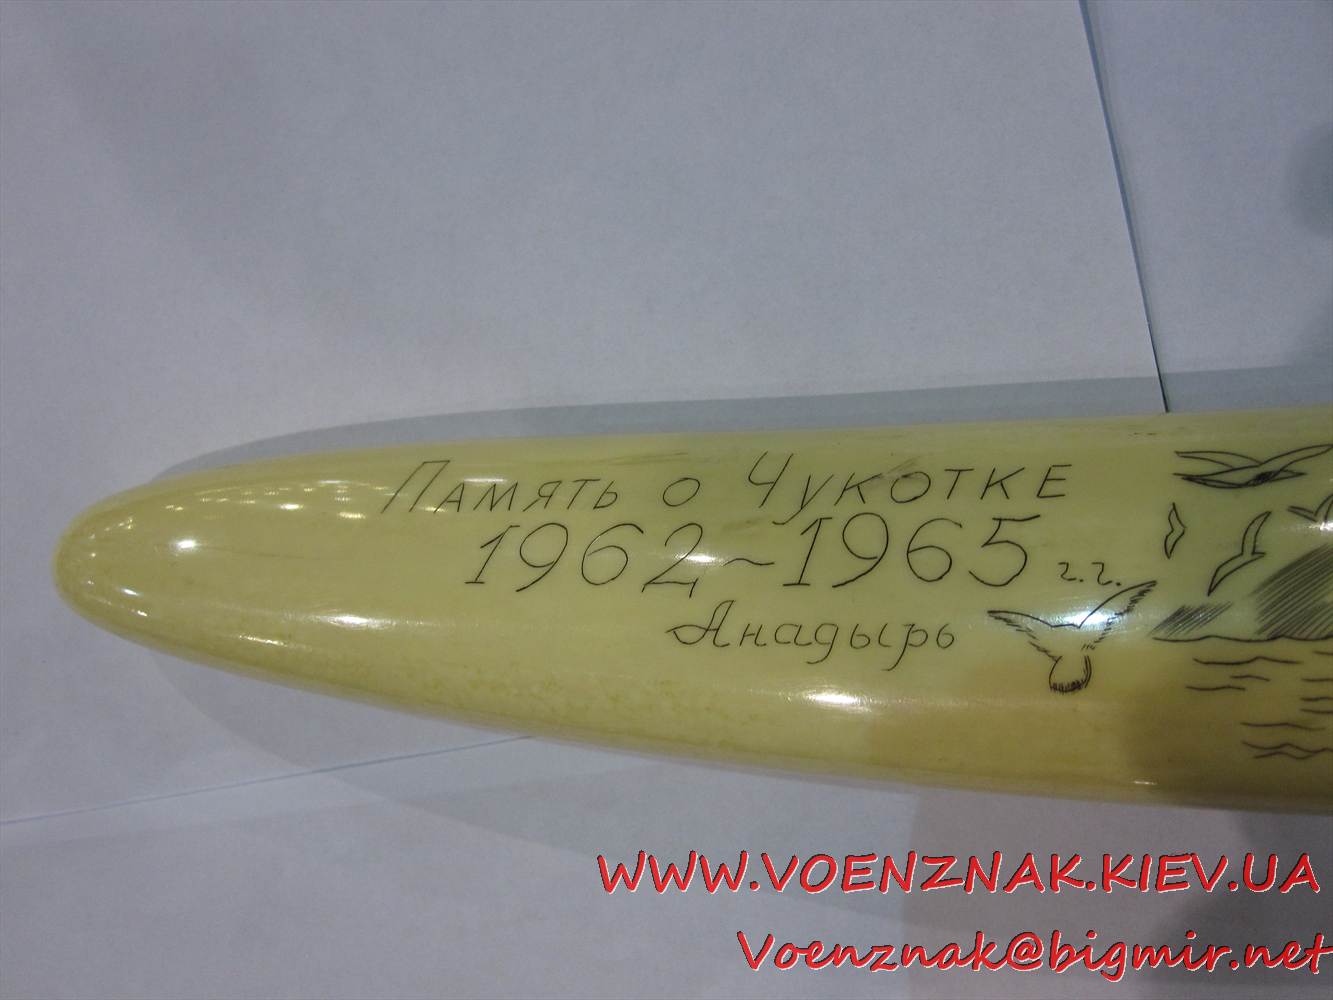 Память о Чукотке
1962~1965 г.г.
Анадырь
WWW.VOENZNAK.KIEV.UA
Voenznak@bigmir.net